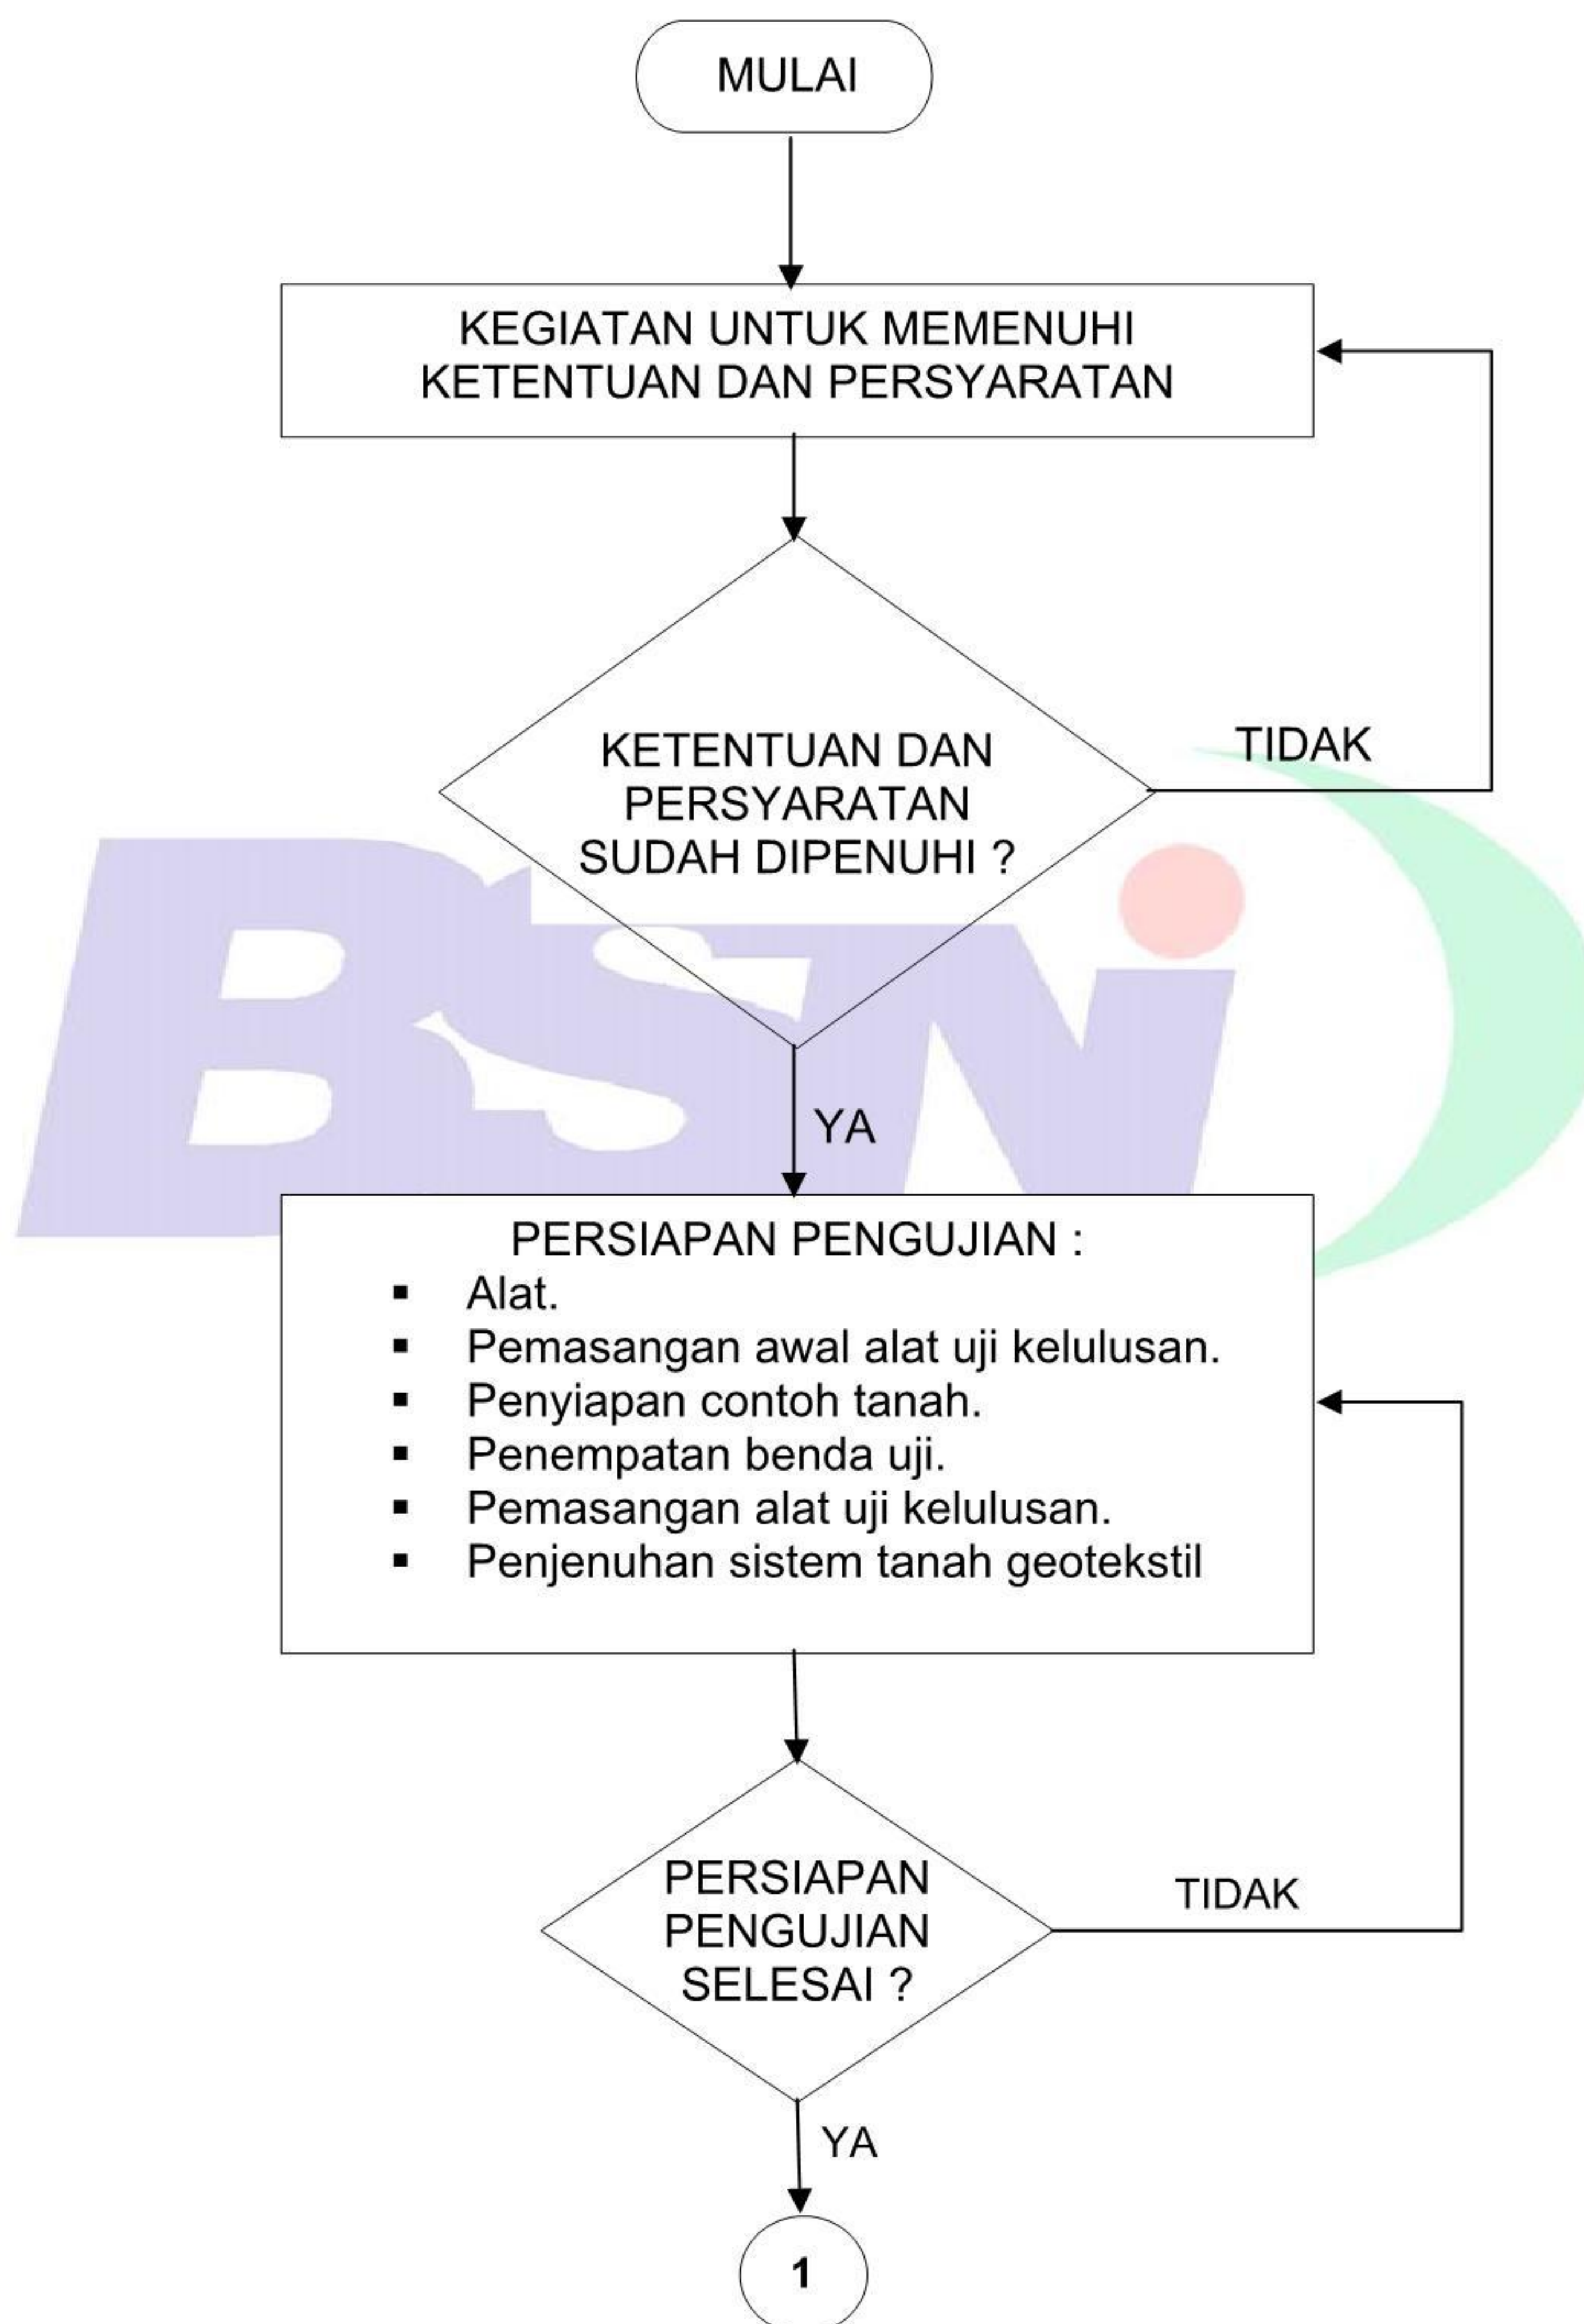 MULAI
KEGIATAN UNTUK MEMENUHI
KETENTUAN DAN PERSYARATAN
KETENTUAN DAN
PERSYARATAN
SUDAH DIPENUHI ?
TIDAK
BSN
YA
PERSIAPAN PENGUJIAN :
▪ Alat.
▪ Pemasangan awal alat uji kelulusan.
▪ Penyiapan contoh tanah.
▪ Penempatan benda uji.
▪ Pemasangan alat uji kelulusan.
▪ Penjenuhan sistem tanah geotekstil
PERSIAPAN
PENGUJIAN
SELESAI ?
TIDAK
YA
1